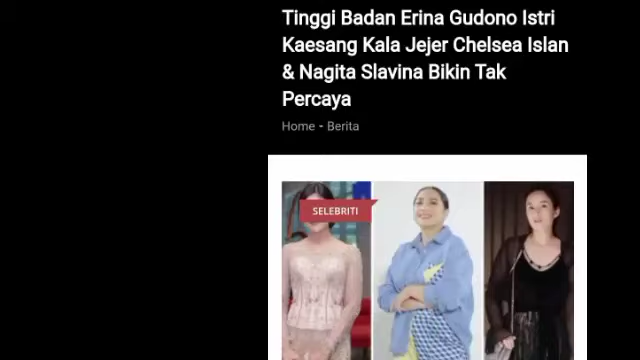 Tinggi Badan Erina Gudono Istri
Kaesang Kala Jejer Chelsea Islan
& Nagita Slavina Bikin Tak
Percaya
Home - Berita
SELEBRITI